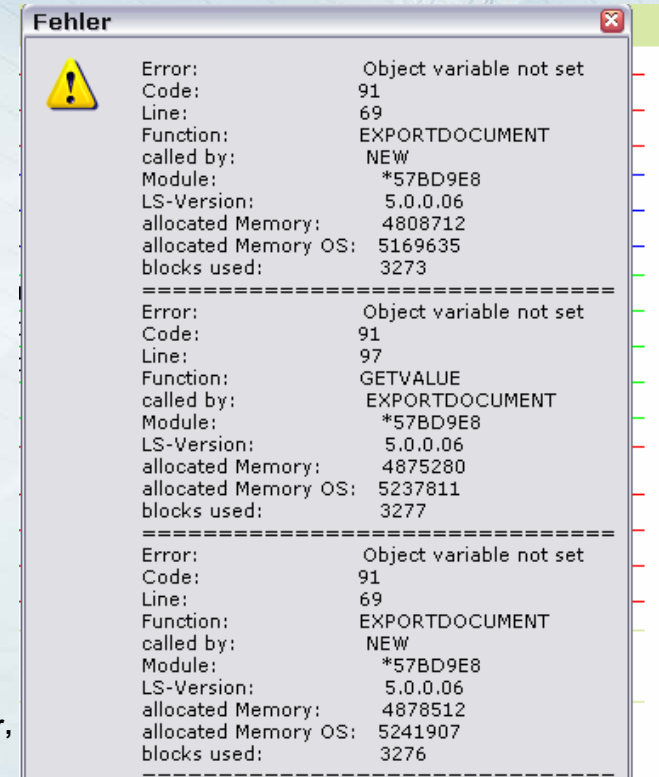 Fehler
Error: Object variable not set
Code: 91
Line: 69
Function: EXPORTDOCUMENT
called by: NEW
Module: *57BD9E8
LS-Version: 5.0.0.06
allocated Memory: 4808712
allocated Memory OS: 5169635
blocks used: 3273
================================
Error: Object variable not set
Code: 91
Line: 97
Function: GETVALUE
called by: EXPORTDOCUMENT
Module: *57BD9E8
LS-Version: 5.0.0.06
allocated Memory: 4875280
allocated Memory OS: 5237811
blocks used: 3277
================================
Error: Object variable not set
Code: 91
Line: 69
Function: EXPORTDOCUMENT
called by: NEW
Module: *57BD9E8
LS-Version: 5.0.0.06
allocated Memory: 4878512
allocated Memory OS: 5241907
blocks used: 3276
================================